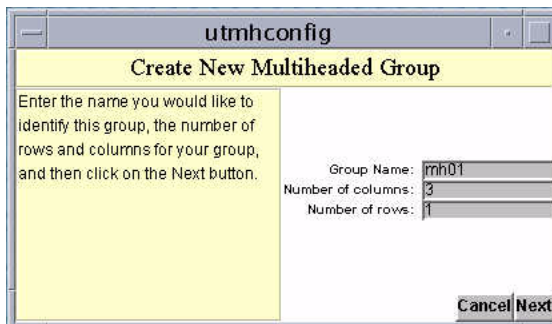 utmhconfig
Create New Multiheaded Group
Enter the name you would like to
identify this group, the number of
rows and columns for your group,
and then click on the Next button.
Group Name: mh01
Number of columns: 3
Number of rows: 1
Cancel Next